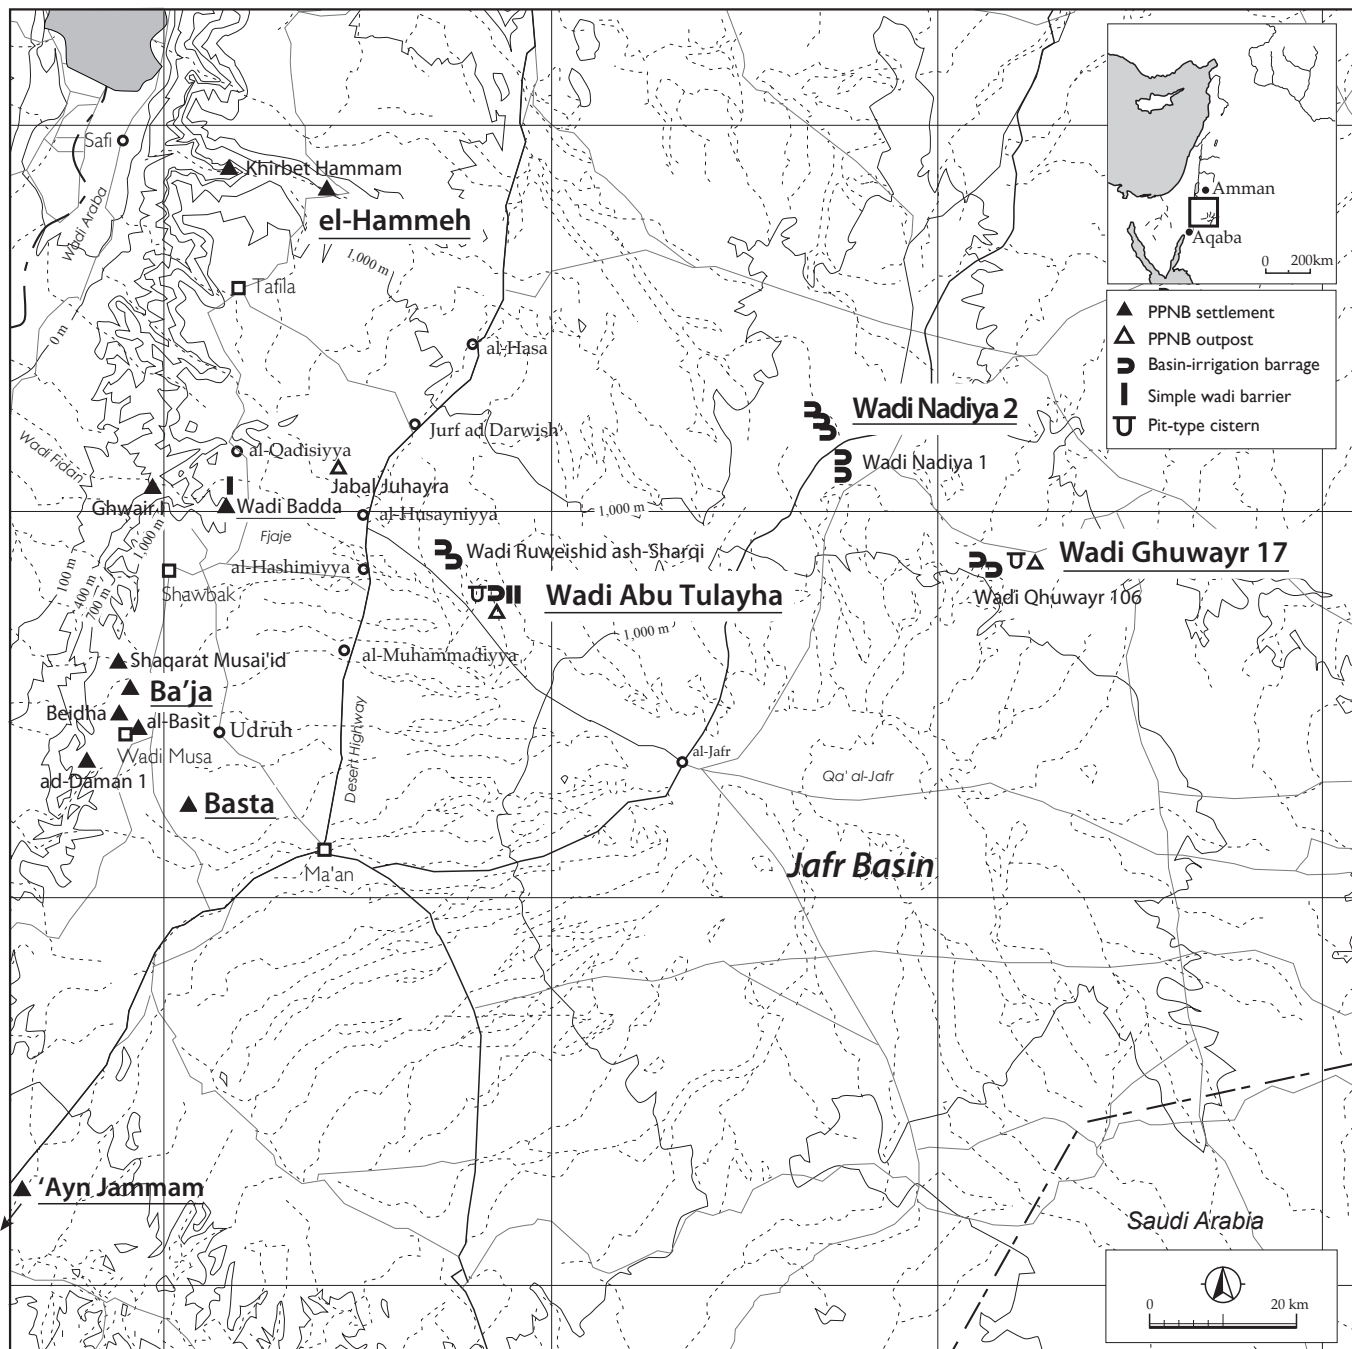 Safi
Khirbet Hammam
Wadi Araba
el-Hammeh
1,000 m
Tafila
0 m
al-Hasa
Amman
Aqaba
0 200km
PPNB settlement
PPNB outpost
Basin-irrigation barrage
Simple wadi barrier
Pit-type cistern
Wadi Nadiya 2
Jurf ad Darwish
Wadi Fidan
al-Qadisiyya
Wadi Nadiya 1
Jabal Juhayra
Ghwair I
Wadi Badda
al-Husayniyya
1,000 m
1,000 m
Fjaje
Wadi Ruweishid ash-Sharqi
Wadi Ghuwayr 17
al-Hashimiyya
100 m
400 m
700 m
Shawbak
Wadi Abu Tulayha
Wadi Qhuwayr 106
1,000 m
al-Muhammadiyya
Shaqarat Musai'id
Ba'ja
Beidha
al-Basit
Udruh
Wadi Musa
Desert Highway
al-Jafr
Qa' al-Jafr
ad-Daman 1
Basta
Ma'an
Jafr Basin
'Ayn Jammam
Saudi Arabia
0 20 km